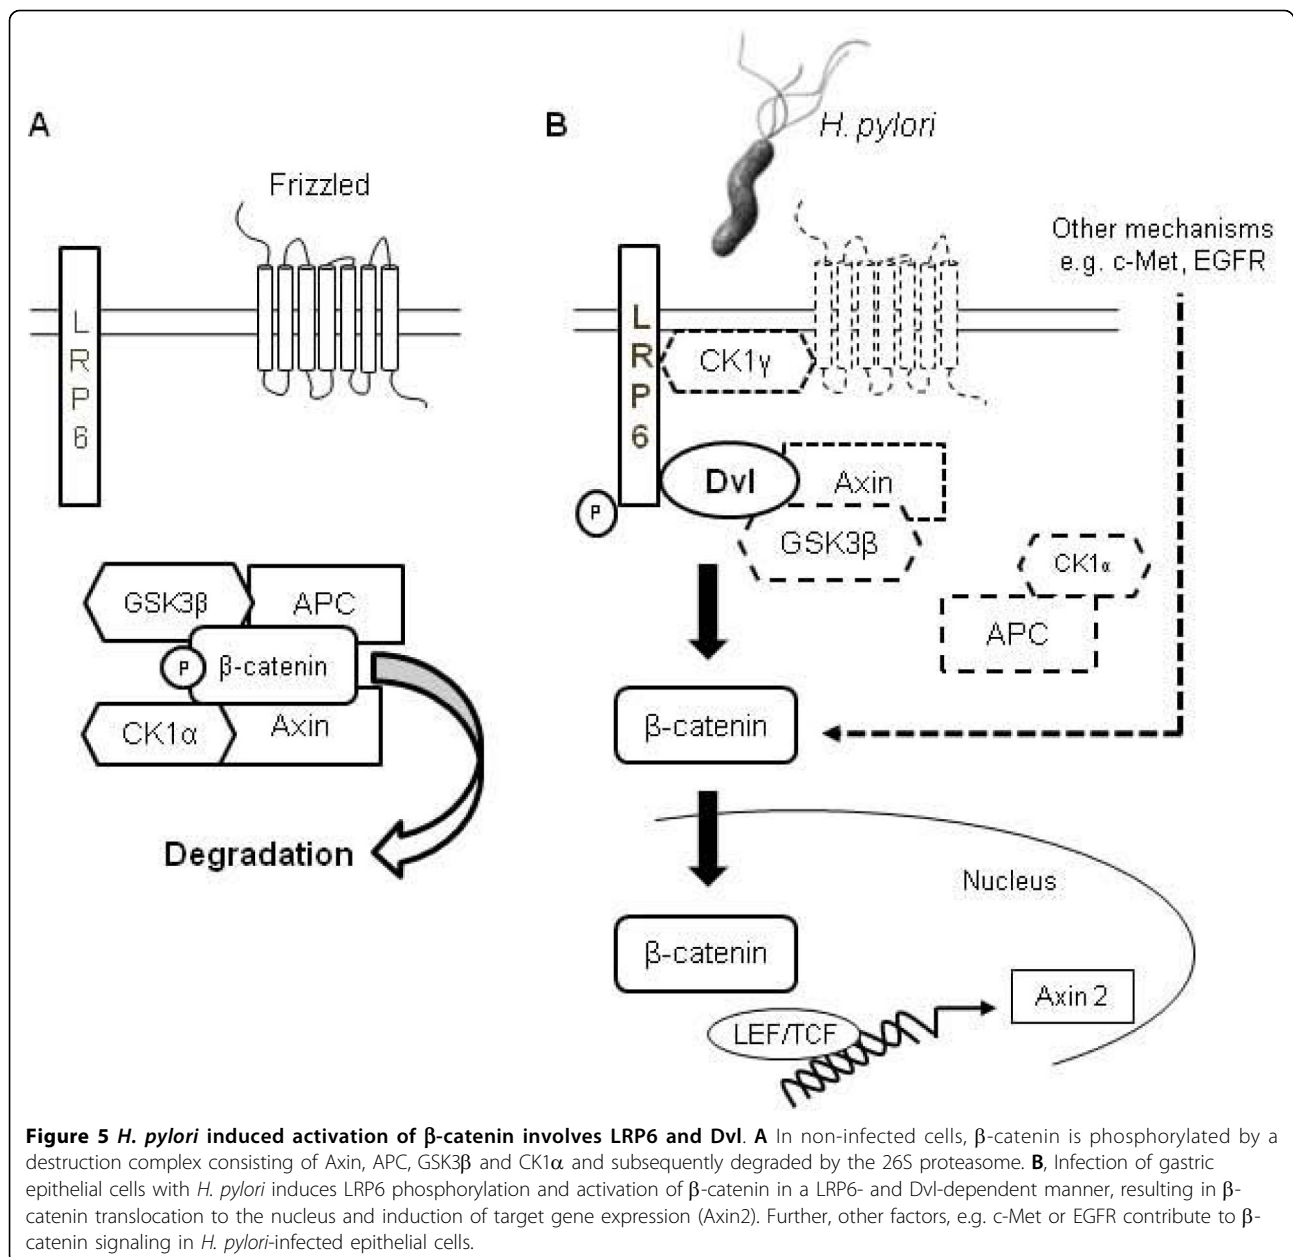 A
Frizzled
L
R
P
6
GSK3β
APC
P
β-catenin
CK1α
Axin
Degradation
B
H. pylori
Other mechanisms
e.g. c-Met, EGFR
L
R
P
6
CK1γ
Dvl
Axin
P
GSK3β
CK1α
APC
β-catenin
Nucleus
β-catenin
Axin 2
LEF/TCF
Figure 5 H. pylori induced activation of β-catenin involves LRP6 and Dvl. A In non-infected cells, β-catenin is phosphorylated by a
destruction complex consisting of Axin, APC, GSK3β and CK1α and subsequently degraded by the 26S proteasome. B, Infection of gastric
epithelial cells with H. pylori induces LRP6 phosphorylation and activation of β-catenin in a LRP6- and Dvl-dependent manner, resulting in β-
catenin translocation to the nucleus and induction of target gene expression (Axin2). Further, other factors, e.g. c-Met or EGFR contribute to β-
catenin signaling in H. pylori-infected epithelial cells.